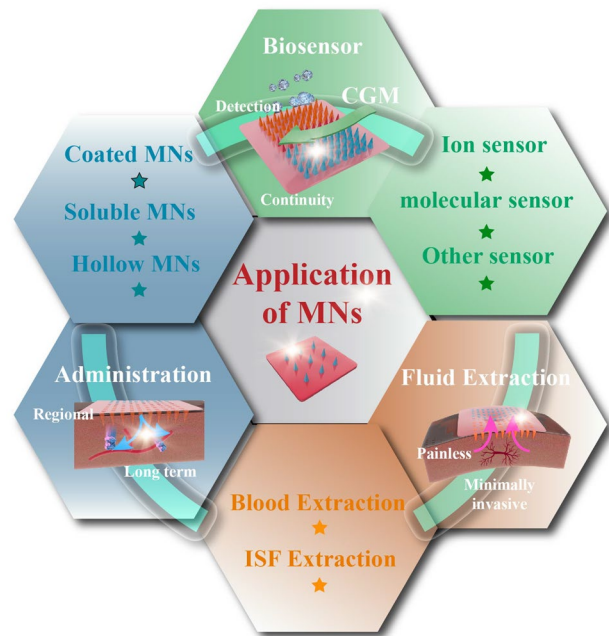 Biosensor
Detection
CGM
Continuity
Coated MNs
Soluble MNs
Hollow MNs
Ion sensor
molecular sensor
Other sensor
Application
of MNs
Administration
Regional
Long term
Fluid Extraction
Painless
Minimally
invasive
Blood Extraction
ISF Extraction